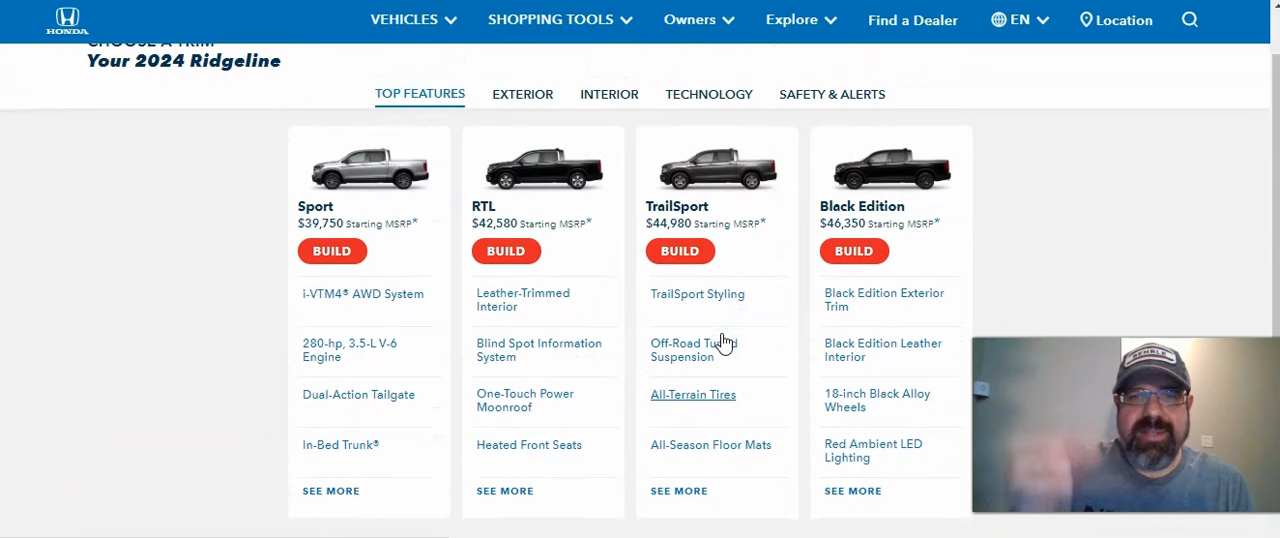 HONDA
VEHICLES
SHOPPING TOOLS
Owners
Explore
Find a Dealer
EN
Location
CHOOSE A TRIM
Your 2024 Ridgeline
TOP FEATURES
EXTERIOR
INTERIOR
TECHNOLOGY
SAFETY & ALERTS
Sport
$39,750 Starting MSRP*
BUILD
i-VTM4® AWD System
280-hp, 3.5-L V-6
Engine
Dual-Action Tailgate
In-Bed Trunk®
SEE MORE
RTL
$42,580 Starting MSRP*
BUILD
Leather-Trimmed
Interior
Blind Spot Information
System
One-Touch Power
Moonroof
Heated Front Seats
SEE MORE
TrailSport
$44,980 Starting MSRP*
BUILD
TrailSport Styling
Off-Road Tuned
Suspension
All-Terrain Tires
All-Season Floor Mats
SEE MORE
Black Edition
$46,350 Starting MSRP*
BUILD
Black Edition Exterior
Trim
Black Edition Leather
Interior
18-inch Black Alloy
Wheels
Red Ambient LED
Lighting
SEE MORE